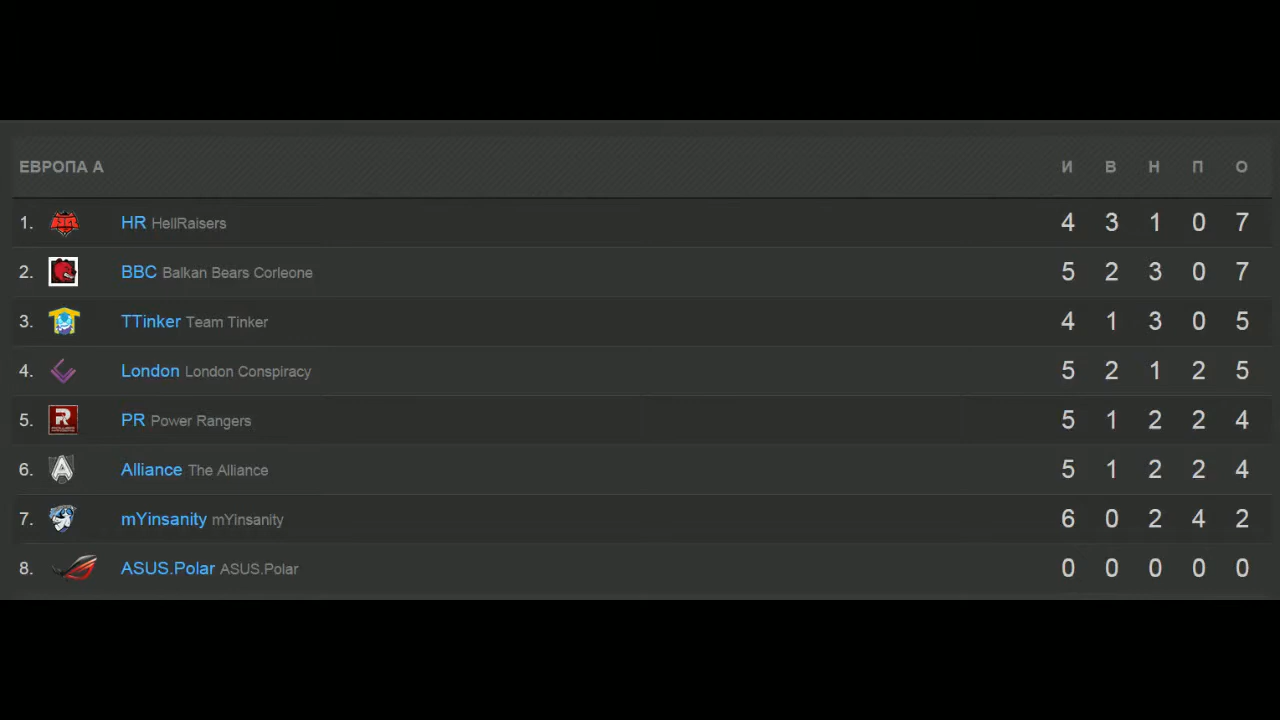 ЕВРОПА А И В Н П О
1. HR HellRaisers 4 3 1 0 7
2. BBC Balkan Bears Corleone 5 2 3 0 7
3. TTinker Team Tinker 4 1 3 0 5
4. London London Conspiracy 5 2 1 2 5
5. PR Power Rangers 5 1 2 2 4
6. Alliance The Alliance 5 1 2 2 4
7. mYinsanity mYinsanity 6 0 2 4 2
8. ASUS.Polar ASUS.Polar 0 0 0 0 0